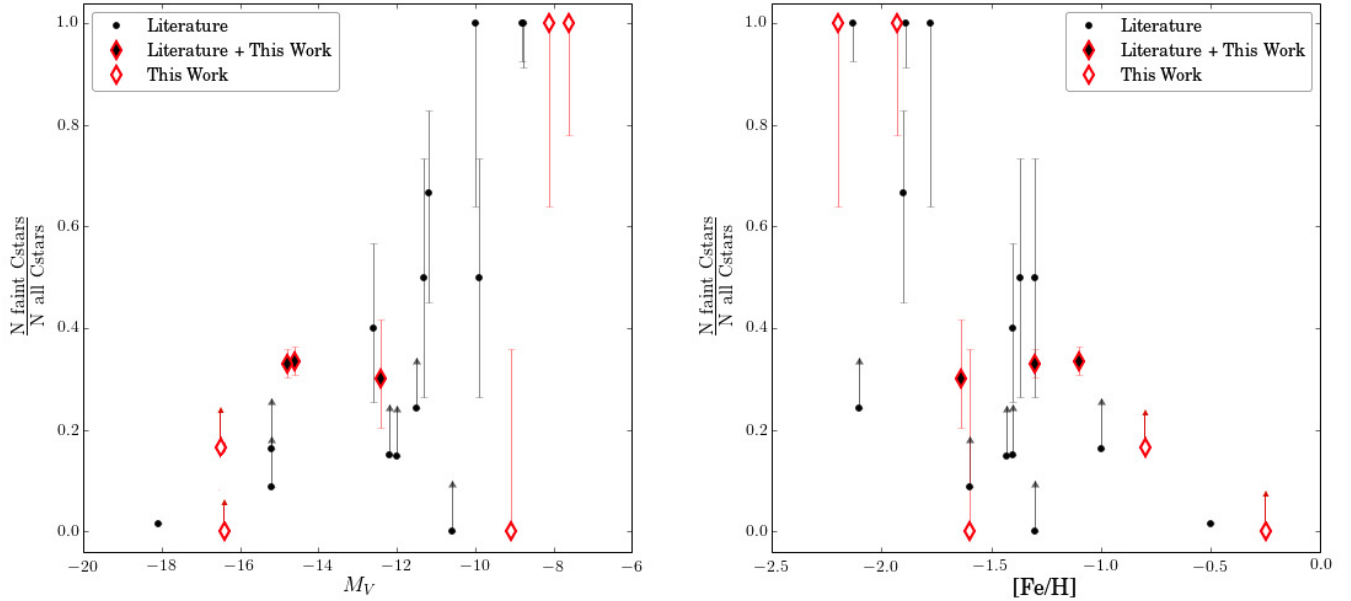 Literature
Literature + This Work
This Work
1.0
0.8
0.6
0.4
0.2
0.0
N faint Cstars
N all Cstars
−20
−18
−16
−14
−12
−10
−8
−6
M_V
Literature
Literature + This Work
This Work
1.0
0.8
0.6
0.4
0.2
0.0
N faint Cstars
N all Cstars
−2.5
−2.0
−1.5
−1.0
−0.5
0.0
[Fe/H]